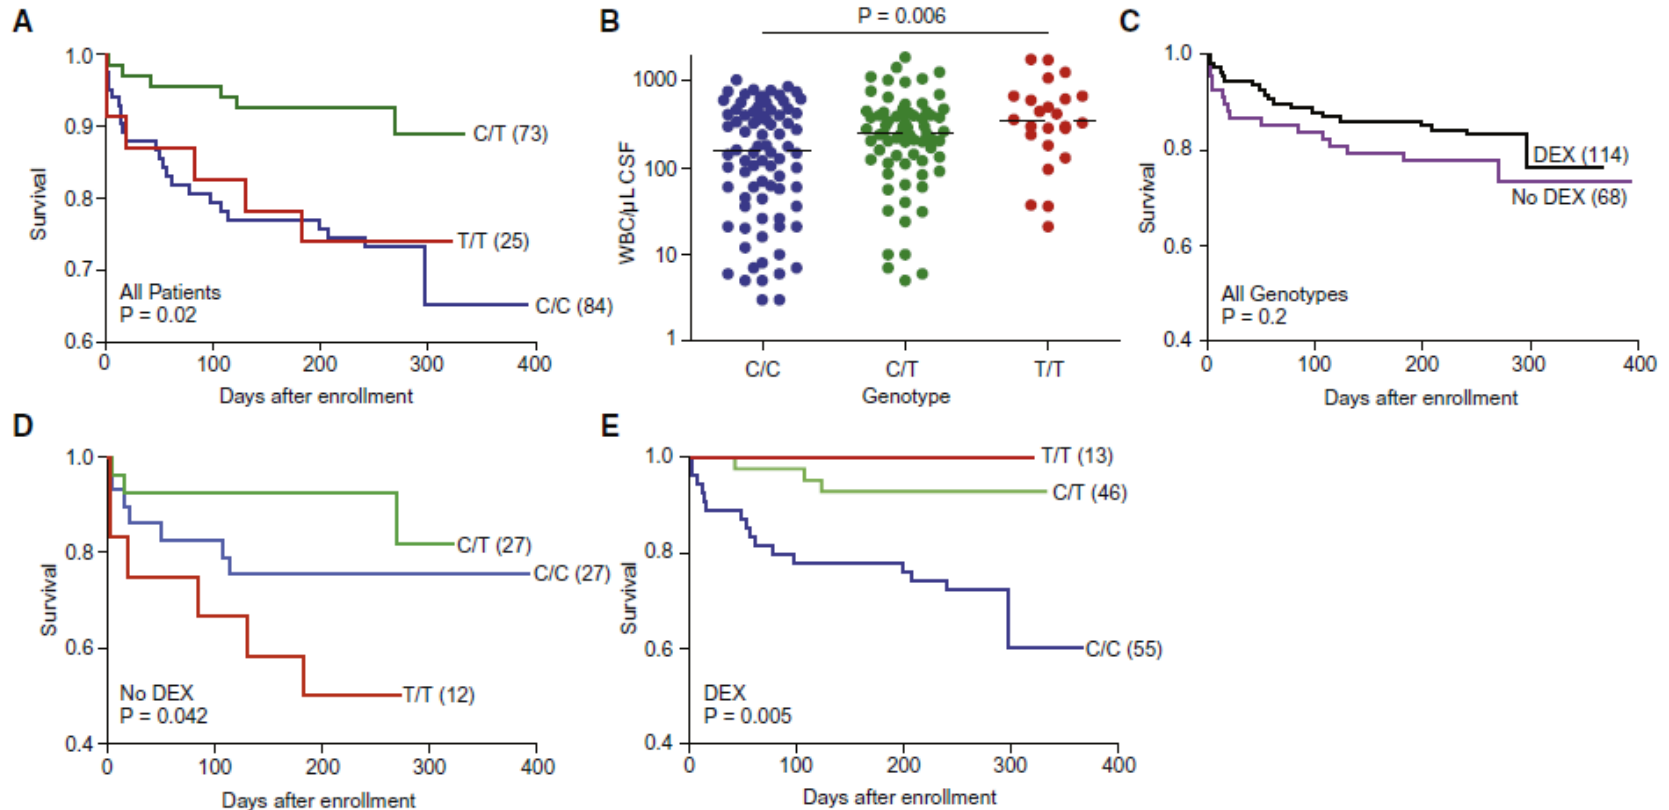 A
1.0
0.9
0.8
0.7
0.6
Survival
C/T (73)
T/T (25)
C/C (84)
All Patients
P = 0.02
0 100 200 300 400
Days after enrollment
B
P = 0.006
1000
100
10
1
WBC/µL CSF
C/C C/T T/T
Genotype
C
1.0
0.8
0.6
0.4
Survival
DEX (114)
No DEX (68)
All Genotypes
P = 0.2
0 100 200 300 400
Days after enrollment
D
1.0
0.8
0.6
0.4
Survival
C/T (27)
C/C (27)
T/T (12)
No DEX
P = 0.042
0 100 200 300 400
Days after enrollment
E
1.0
0.8
0.6
0.4
Survival
T/T (13)
C/T (46)
C/C (55)
DEX
P = 0.005
0 100 200 300 400
Days after enrollment